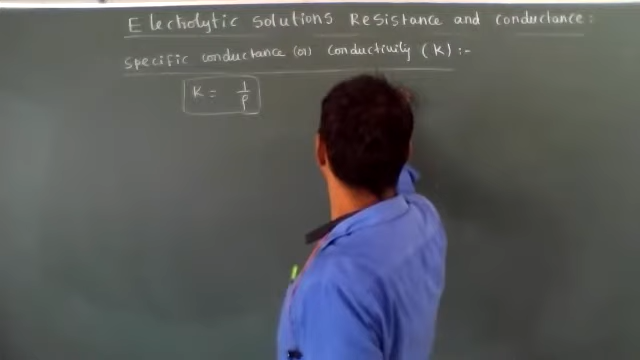 Electrolytic Solutions Resistance and conductance:
Specific conductance (or) conductivity (K) :-
K = 1/ρ